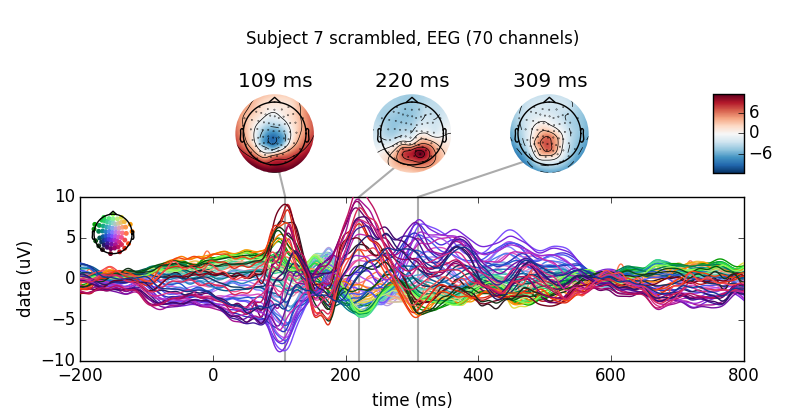 Subject 7 scrambled, EEG (70 channels)
109 ms 220 ms 309 ms
6
0
−6
10
5
0
−5
−10
data (uV)
−200 0 200 400 600 800
time (ms)